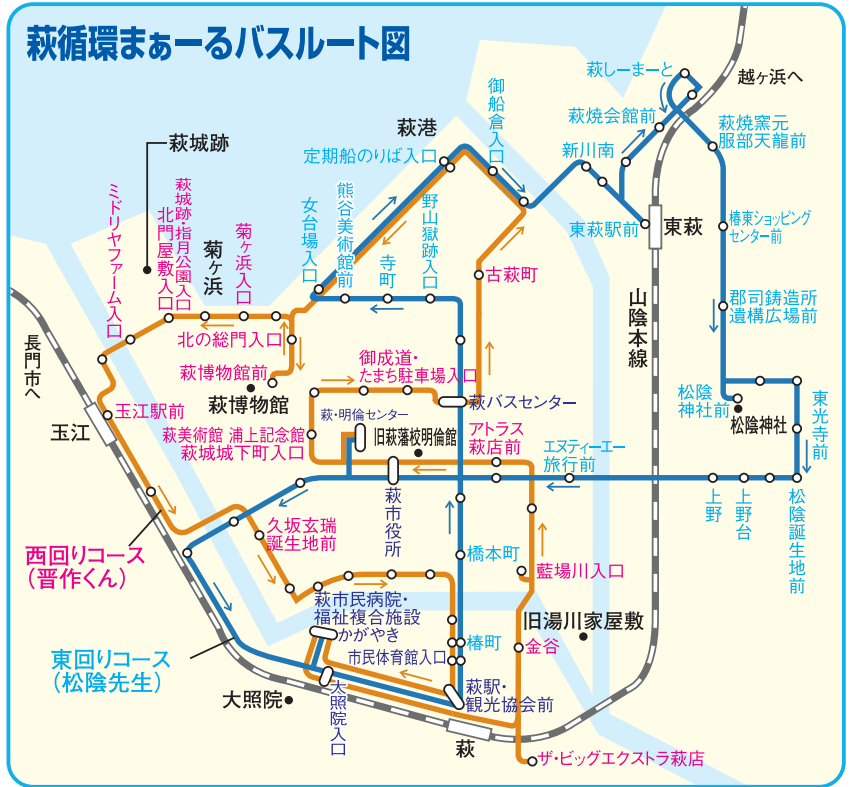 萩循環まぁーるバスルート図
萩しーまーと
越ヶ浜へ
御船倉入口
萩焼会館前
萩焼窯元
服部天龍前
萩港
定期船のりば入口
新川南
萩城跡
ミドリヤファーム入口
萩城跡・指月公園入口
北門屋敷入口
菊ヶ浜
菊ヶ浜入口
女台場入口
熊谷美術館前
寺町
野山獄跡入口
東萩駅前
東萩
椿東ショッピング
センター前
古萩町
山陰本線
郡司鋳造所
遺構広場前
長門市へ
北の総門入口
萩博物館前
萩博物館
御成道・
たまち駐車場入口
萩バスセンター
松陰
神社前
松陰神社
東光寺前
玉江
玉江駅前
萩・明倫センター
旧萩藩校明倫館
アトラス
萩店前
萩美術館 浦上記念館
萩城城下町入口
エヌティーエー
旅行前
萩市役所
上野
上野台
松陰誕生地前
久坂玄瑞
誕生地前
西回りコース
(晋作くん)
橋本町
藍場川入口
萩市民病院・
福祉複合施設
かがやき
旧湯川家屋敷
椿町
金谷
市民体育館入口
東回りコース
(松陰先生)
大照院
大照院入口
萩駅・
観光協会前
萩
ザ・ビッグエクストラ萩店